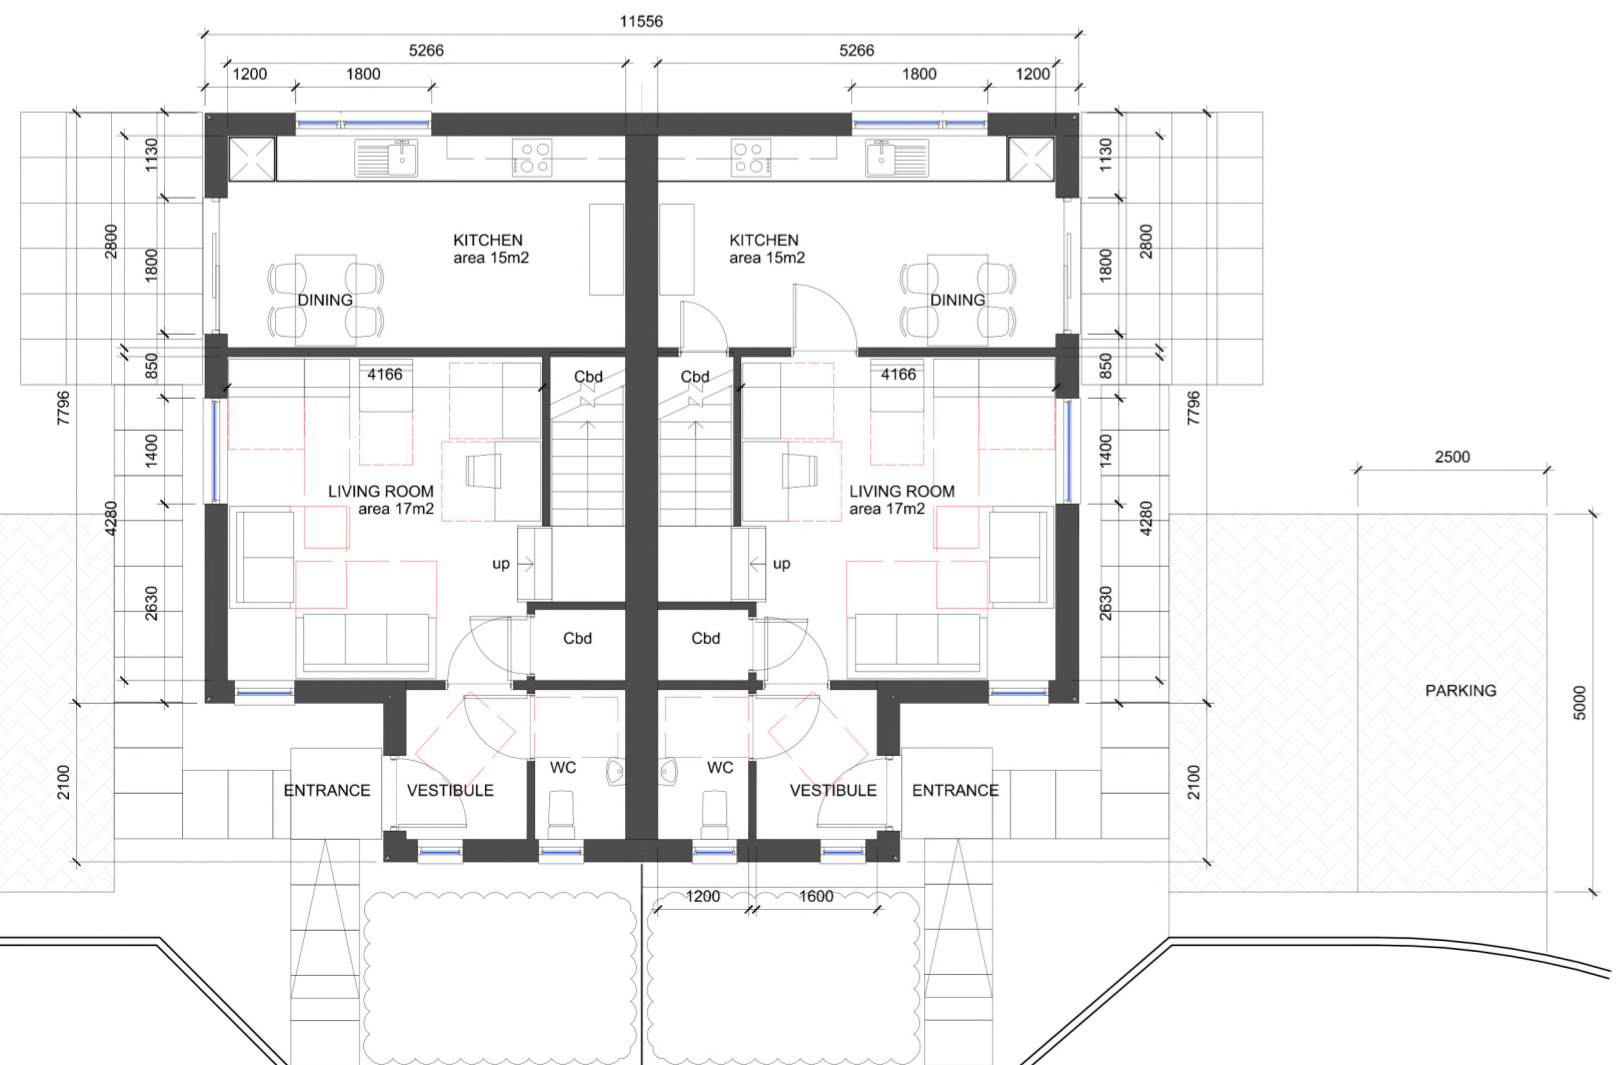 11556
5266
5266
1200
1800
1800
1200
1130
1130
2800
1800
KITCHEN
area 15m2
KITCHEN
area 15m2
1800
2800
DINING
DINING
850
850
4166
Cbd
Cbd
4166
7796
7796
1400
1400
2500
LIVING ROOM
area 17m2
LIVING ROOM
area 17m2
4280
4280
up
up
2630
2630
Cbd
Cbd
PARKING
5000
WC
WC
2100
2100
ENTRANCE
VESTIBULE
VESTIBULE
ENTRANCE
1200
1600